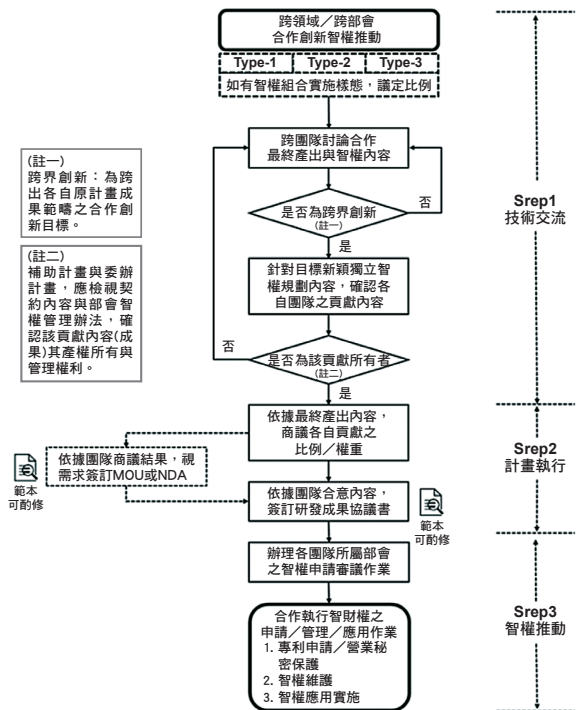 跨領域／跨部會
合作創新智權推動
Type-1
Type-2
Type-3
如有智權組合實施樣態，議定比例
跨團隊討論合作
最終產出與智權內容
(註一)
跨界創新：為跨
出各自原計畫成
果範疇之合作創
新目標。
否
是否為跨界創新
(註一)
是
Srep1
技術交流
(註二)
補助計畫與委辦
計畫，應檢視契
約內容與部會智
權管理辦法，確
認該貢獻內容(成
果)其產權所有與
管理權利。
針對目標新穎獨立智
權規劃內容，確認各
自團隊之貢獻內容
否
是否為該貢獻所有者
(註二)
是
依據最終產出內容，
商議各自貢獻之
比例／權重
Srep2
計畫執行
依據團隊商議結果，視
需求簽訂MOU或NDA
範本
可酌修
依據團隊合意內容，
簽訂研發成果協議書
範本
可酌修
辦理各團隊所屬部會
之智權申請審議作業
合作執行智財權之
申請／管理／應用作業
1. 專利申請／營業秘
密保護
2. 智權維護
3. 智權應用實施
Srep3
智權推動